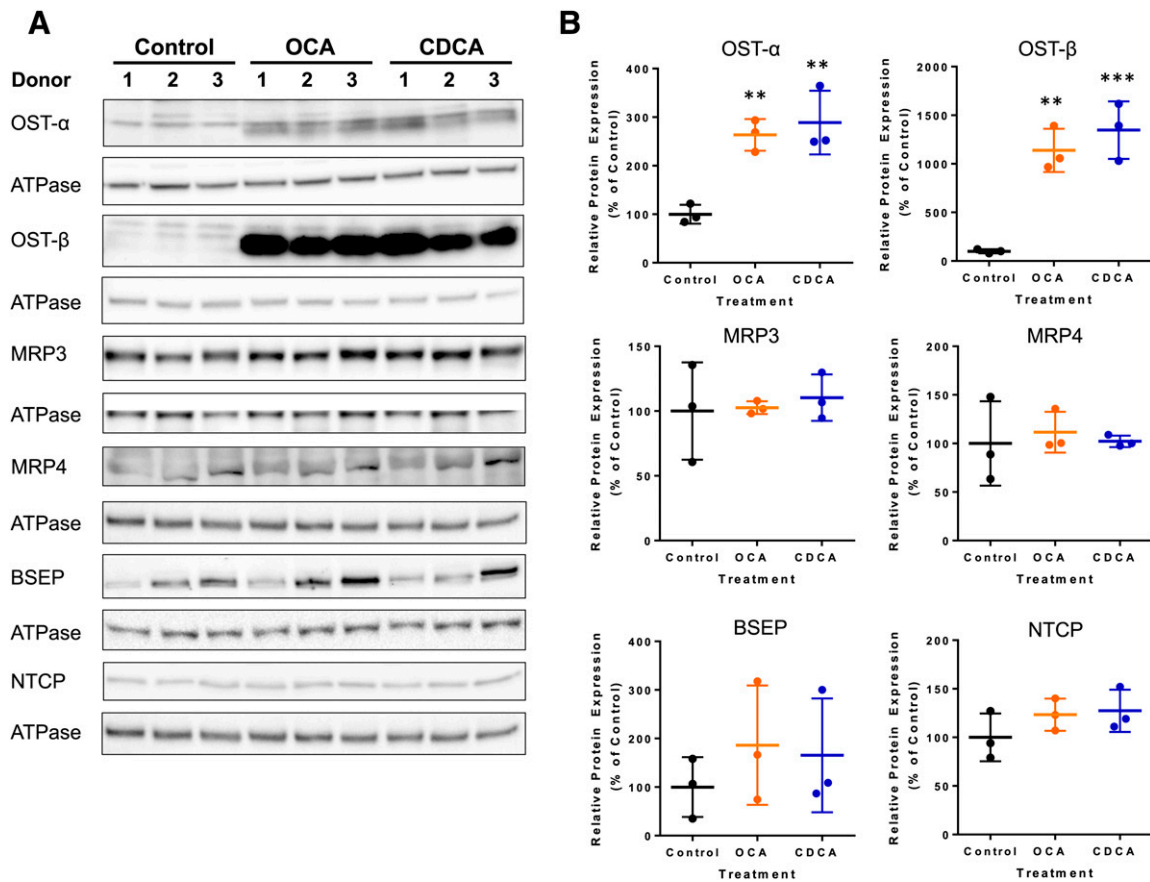 A
Control OCA CDCA
Donor 1 2 3 1 2 3 1 2 3
OST-α
ATPase
OST-β
ATPase
MRP3
ATPase
MRP4
ATPase
BSEP
ATPase
NTCP
ATPase
B
OST-α
Relative Protein Expression
(% of Control)
400
300
200
100
0
** **
Control OCA CDCA
Treatment
OST-β
Relative Protein Expression
(% of Control)
2000
1500
1000
500
0
** ***
Control OCA CDCA
Treatment
MRP3
Relative Protein Expression
(% of Control)
150
100
50
0
Control OCA CDCA
Treatment
MRP4
Relative Protein Expression
(% of Control)
200
150
100
50
0
Control OCA CDCA
Treatment
BSEP
Relative Protein Expression
(% of Control)
400
300
200
100
0
Control OCA CDCA
Treatment
NTCP
Relative Protein Expression
(% of Control)
200
150
100
50
0
Control OCA CDCA
Treatment